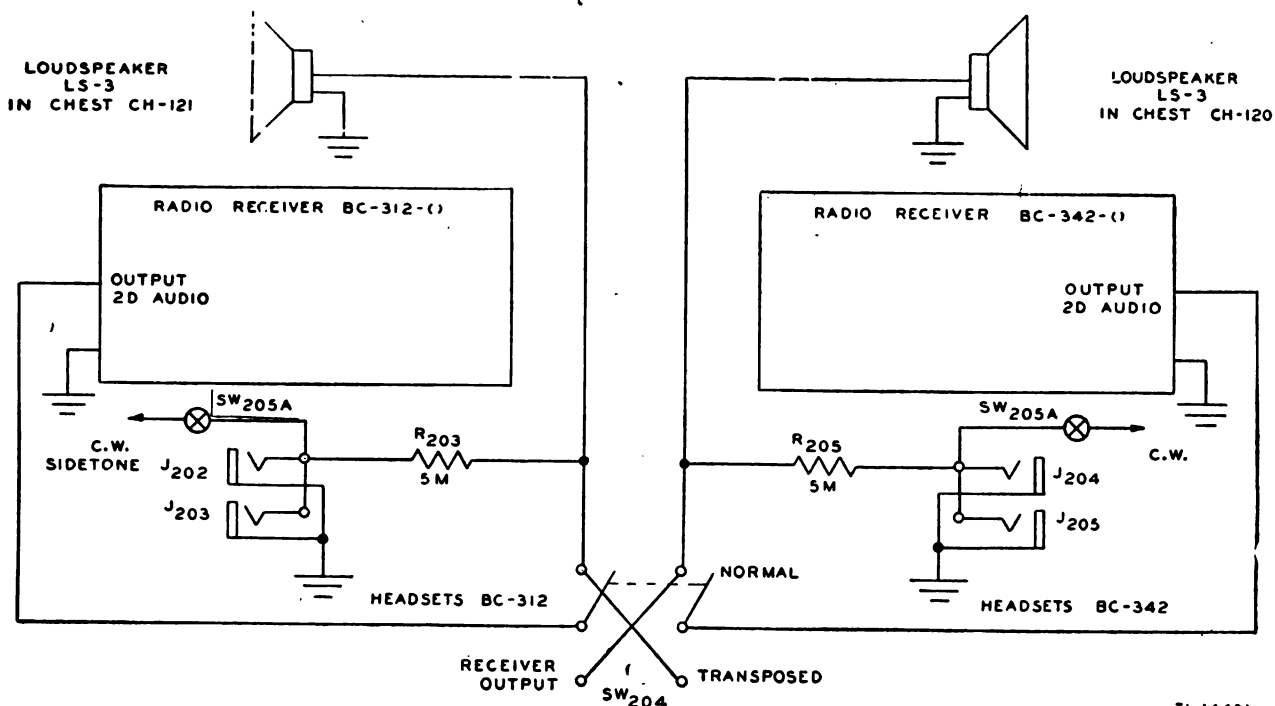 LOUDSPEAKER
LS-3
IN CHEST CH-121
LOUDSPEAKER
LS-3
IN CHEST CH-120
RADIO RECEIVER BC-312-()
OUTPUT
2D AUDIO
RADIO RECEIVER BC-342-()
OUTPUT
2D AUDIO
SW205A
C.W.
SIDETONE
J202
J203
R203
5M
R205
5M
SW205A
C.W.
J204
J205
HEADSETS BC-312
NORMAL
HEADSETS BC-342
RECEIVER
OUTPUT
SW204
TRANSPOSED